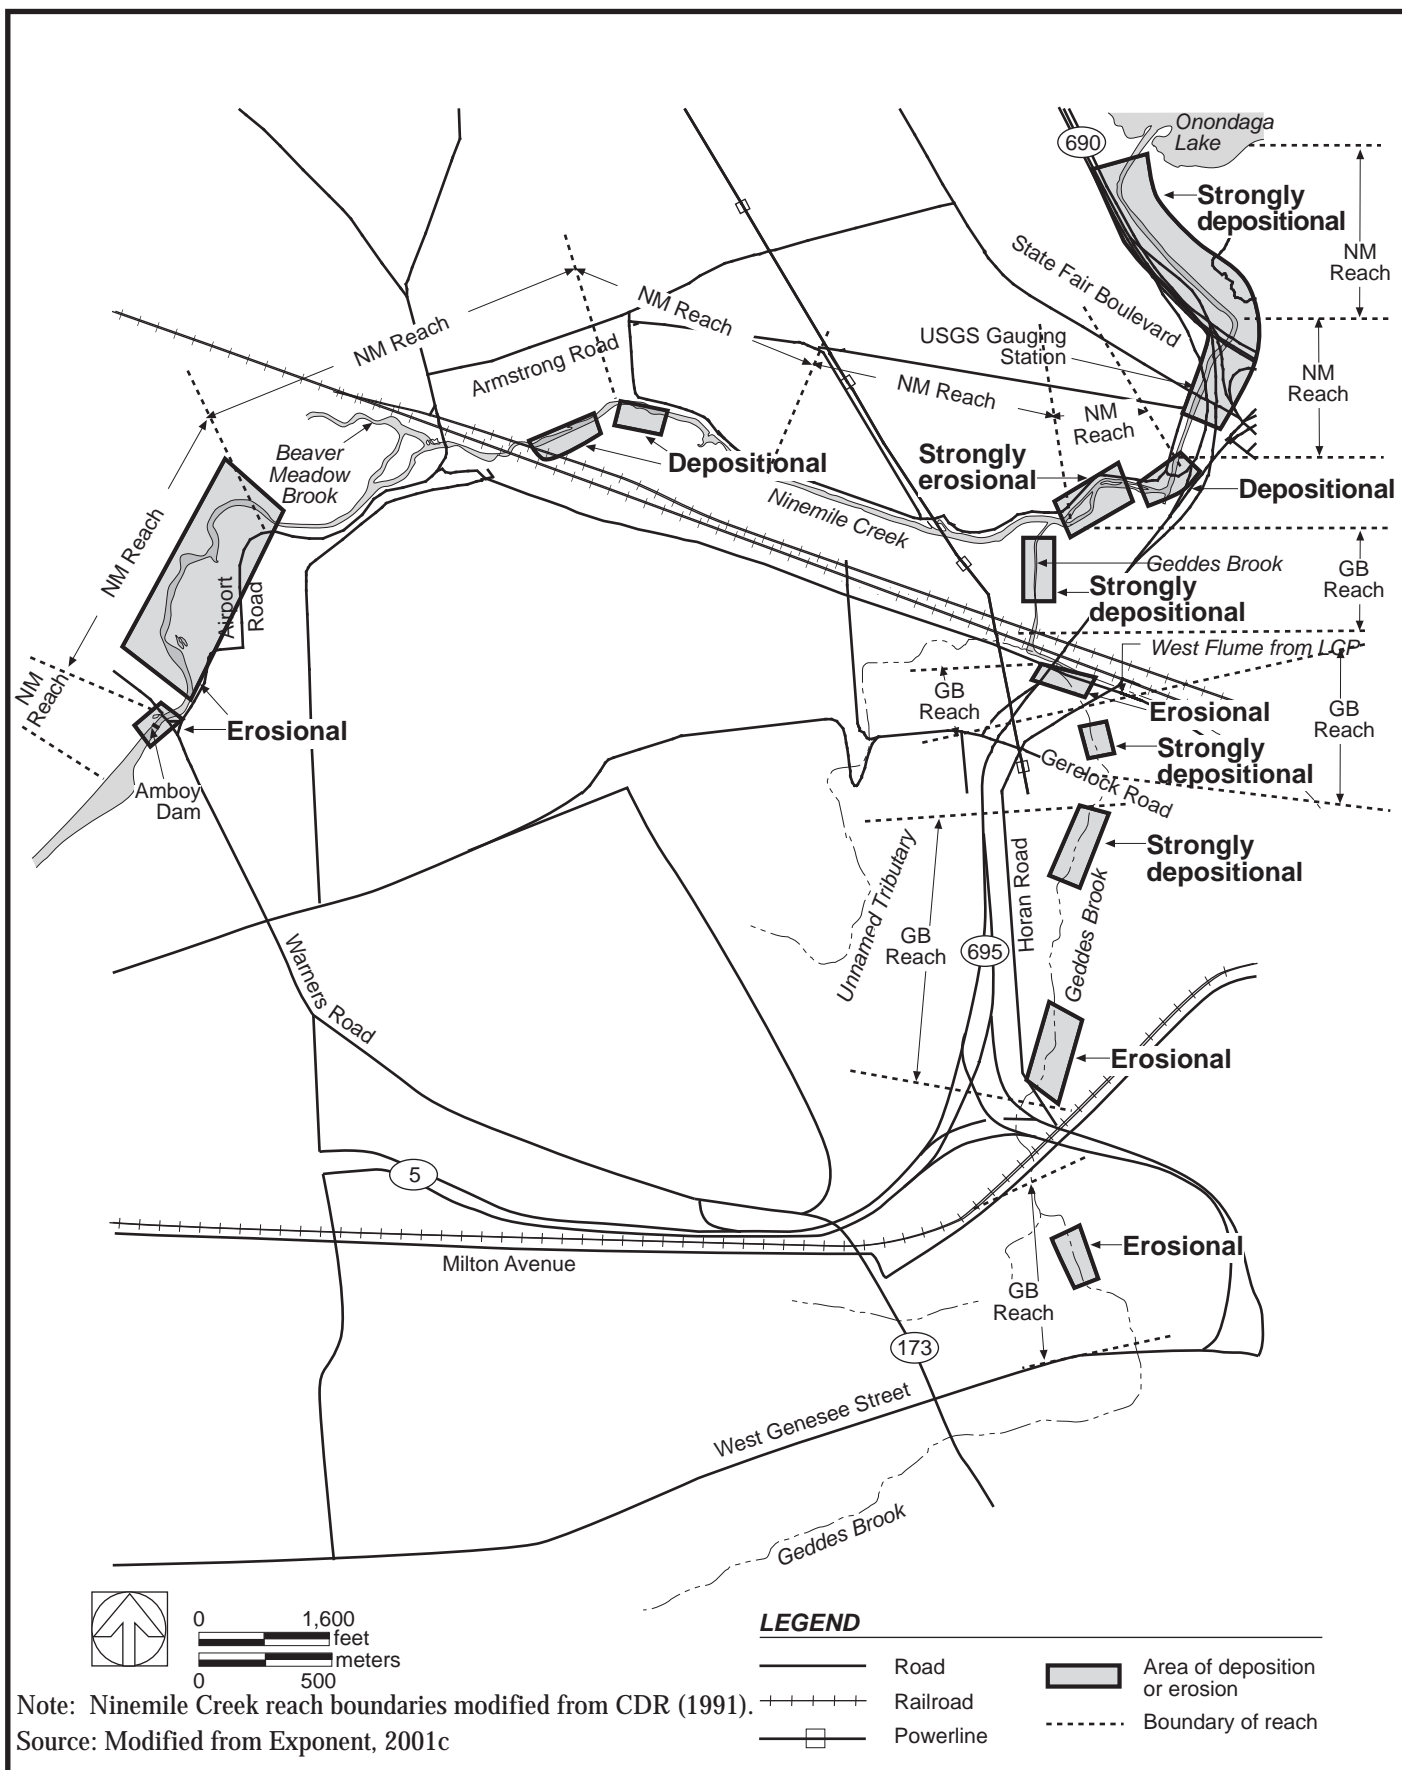 Onondaga
Lake
690
Strongly
depositional
NM
Reach
State Fair Boulevard
NM Reach
NM Reach
USGS Gauging
Station
NM
Reach
Armstrong Road
NM Reach
NM
Reach
Beaver
Meadow
Brook
Depositional
Strongly
erosional
Depositional
Ninemile Creek
NM Reach
Geddes Brook
GB
Reach
Strongly
depositional
Airport
Road
West Flume from LCP
NM
Reach
GB
Reach
Erosional
GB
Reach
Erosional
Strongly
depositional
Gerelock Road
Amboy
Dam
Strongly
depositional
Unnamed Tributary
Horan Road
Geddes Brook
GB
Reach
695
Warners Road
Erosional
5
Erosional
Milton Avenue
GB
Reach
173
West Genesee Street
Geddes Brook
0 1,600
feet
meters
0 500
LEGEND
Road
Railroad
Powerline
Area of deposition
or erosion
Boundary of reach
Note: Ninemile Creek reach boundaries modified from CDR (1991).
Source: Modified from Exponent, 2001c